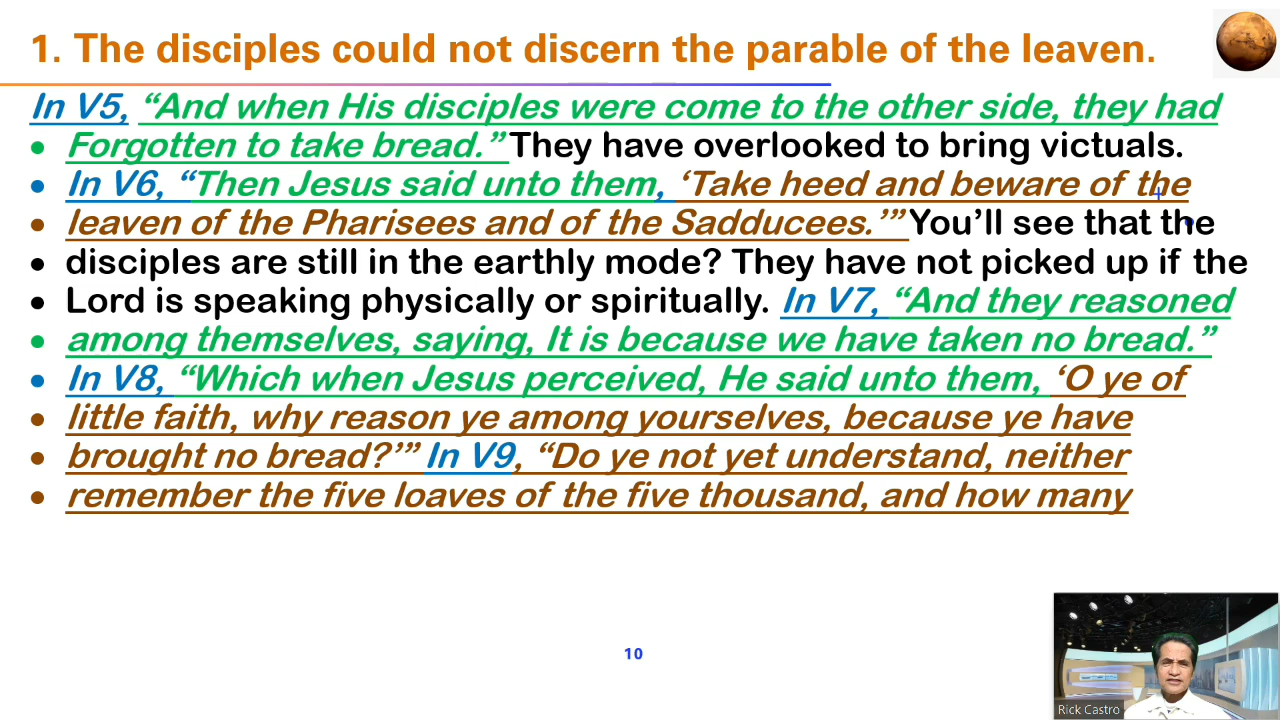 1. The disciples could not discern the parable of the leaven.
In V5, “And when His disciples were come to the other side, they had
• Forgotten to take bread.” They have overlooked to bring victuals.
• In V6, “Then Jesus said unto them, ‘Take heed and beware of the
• leaven of the Pharisees and of the Sadducees.’” You’ll see that the
• disciples are still in the earthly mode? They have not picked up if the
• Lord is speaking physically or spiritually. In V7, “And they reasoned
• among themselves, saying, It is because we have taken no bread.”
• In V8, “Which when Jesus perceived, He said unto them, ‘O ye of
• little faith, why reason ye among yourselves, because ye have
• brought no bread?’” In V9, “Do ye not yet understand, neither
• remember the five loaves of the five thousand, and how many
10
Rick Castro